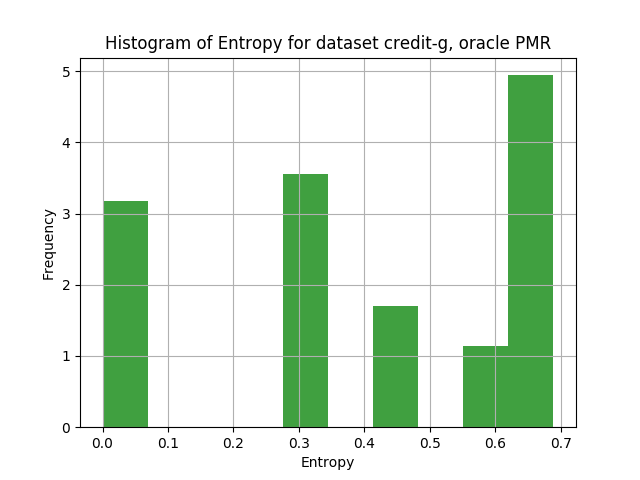 Histogram of Entropy for dataset credit-g, oracle PMR
5
4
3
2
1
0
Frequency
0.0 0.1 0.2 0.3 0.4 0.5 0.6 0.7
Entropy